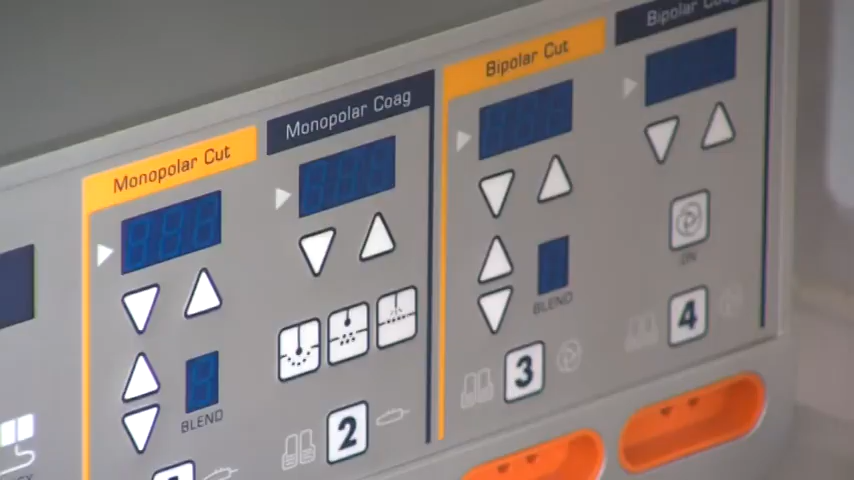 Monopolar Cut
Monopolar Coag
Bipolar Cut
Bipolar Coag
BLEND
BLEND
ON
2
3
4